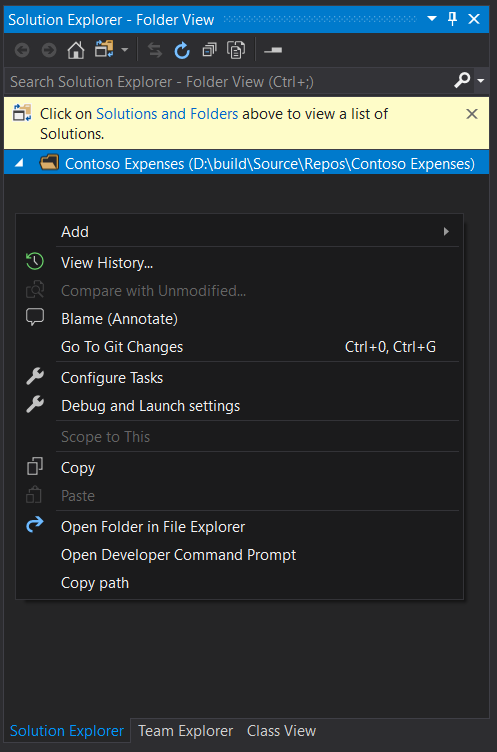 Solution Explorer - Folder View
Search Solution Explorer - Folder View (Ctrl+;)
Click on Solutions and Folders above to view a list of
Solutions.
Contoso Expenses (D:\build\Source\Repos\Contoso Expenses)
Add
View History...
Compare with Unmodified...
Blame (Annotate)
Go To Git Changes Ctrl+0, Ctrl+G
Configure Tasks
Debug and Launch settings
Scope to This
Copy
Paste
Open Folder in File Explorer
Open Developer Command Prompt
Copy path
Solution Explorer Team Explorer Class View